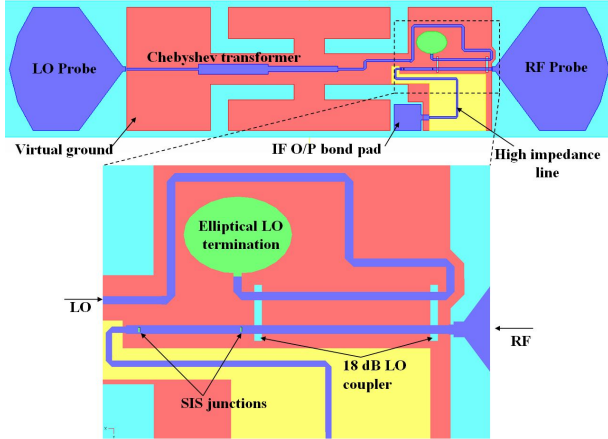 LO Probe
Chebyshev transformer
RF Probe
Virtual ground
IF O/P bond pad
High impedance
line
Elliptical LO
termination
LO
RF
SIS junctions
18 dB LO
coupler